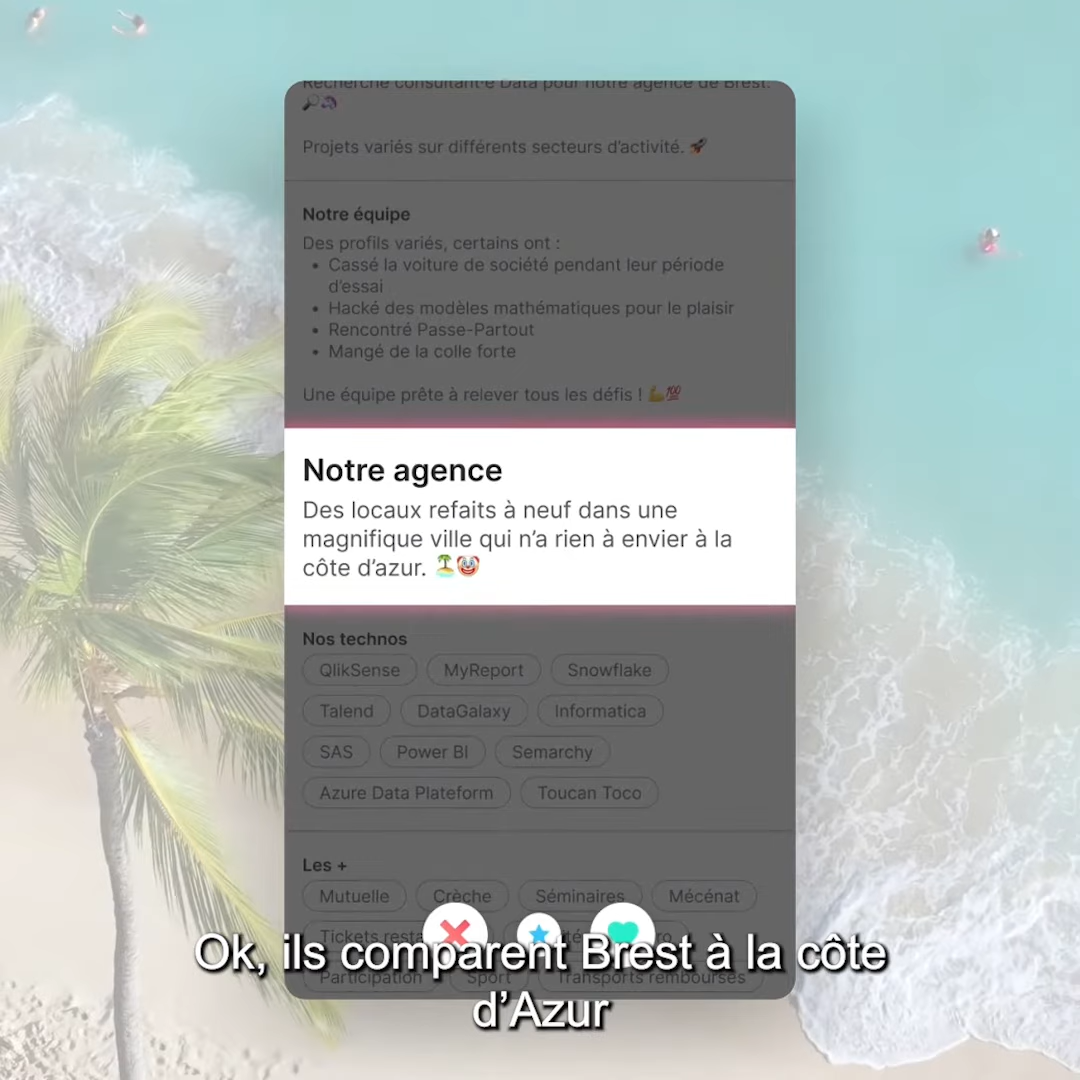 Recherche consultant·e Data pour notre agence de Brest.
🔎🦄
Projets variés sur différents secteurs d’activité. 🚀
Notre équipe
Des profils variés, certains ont :
• Cassé la voiture de société pendant leur période
d’essai
• Hacké des modèles mathématiques pour le plaisir
• Rencontré Passe-Partout
• Mangé de la colle forte
Une équipe prête à relever tous les défis ! 💪💯
Notre agence
Des locaux refaits à neuf dans une
magnifique ville qui n’a rien à envier à la
côte d’azur. 🏝️🤡
Nos technos
QlikSense MyReport Snowflake
Talend DataGalaxy Informatica
SAS Power BI Semarchy
Azure Data Plateform Toucan Toco
Les +
Mutuelle Crèche Séminaires Mécénat
Tickets
Participation Sport Transports remboursés
Ok, ils comparent Brest à la côte
d’Azur